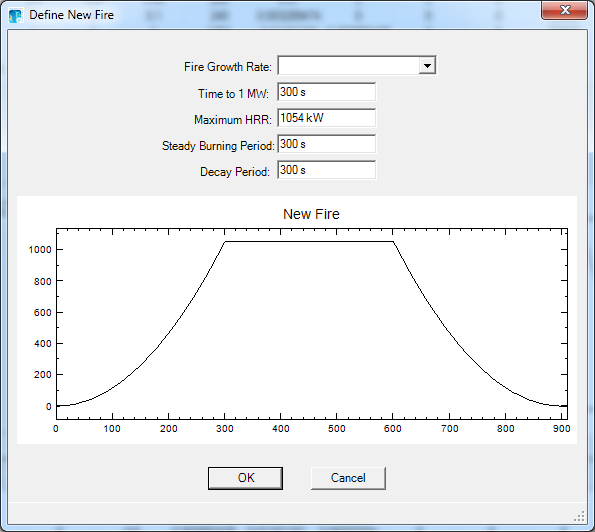 Define New Fire
Fire Growth Rate:
Time to 1 MW: 300 s
Maximum HRR: 1054 kW
Steady Burning Period: 300 s
Decay Period: 300 s
New Fire
1000
800
600
400
200
0
0 100 200 300 400 500 600 700 800 900
OK Cancel